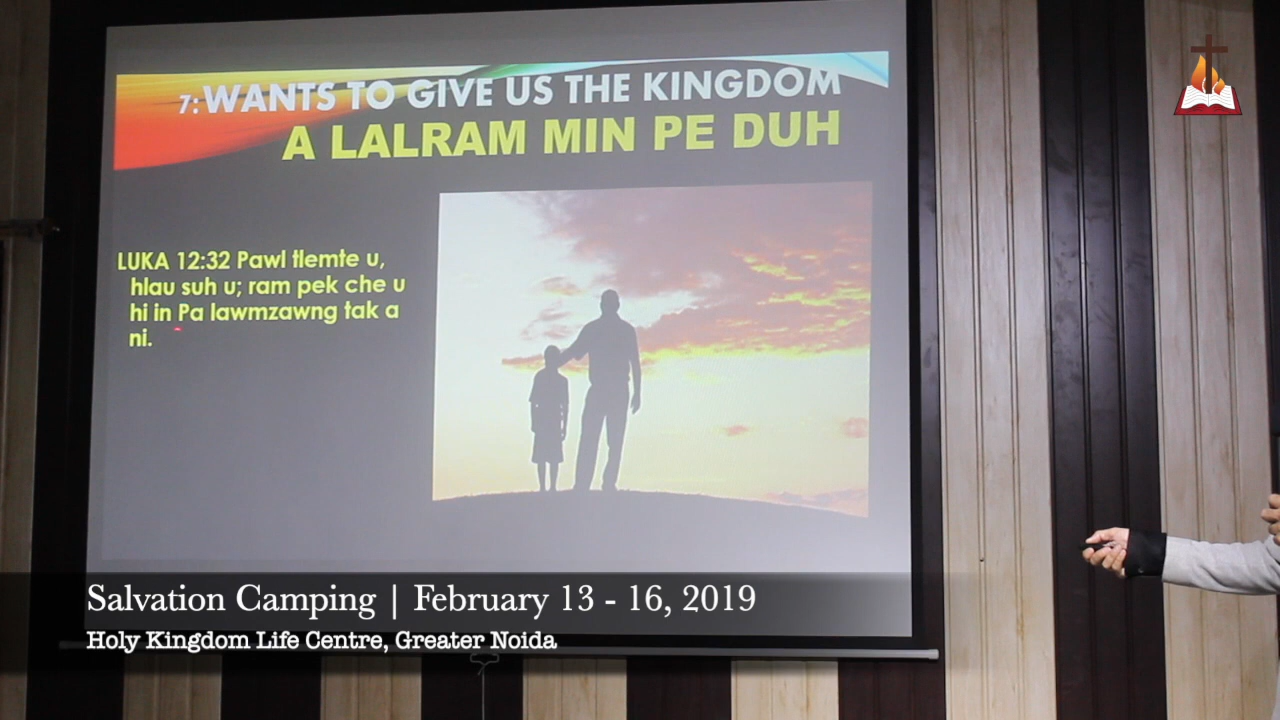 7:WANTS TO GIVE US THE KINGDOM
A LALRAM MIN PE DUH
LUKA 12:32 Pawl tlemte u,
hlau suh u; ram pek che u
hi in Pa lawmzawng tak a
ni.
Salvation Camping | February 13 - 16, 2019
Holy Kingdom Life Centre, Greater Noida